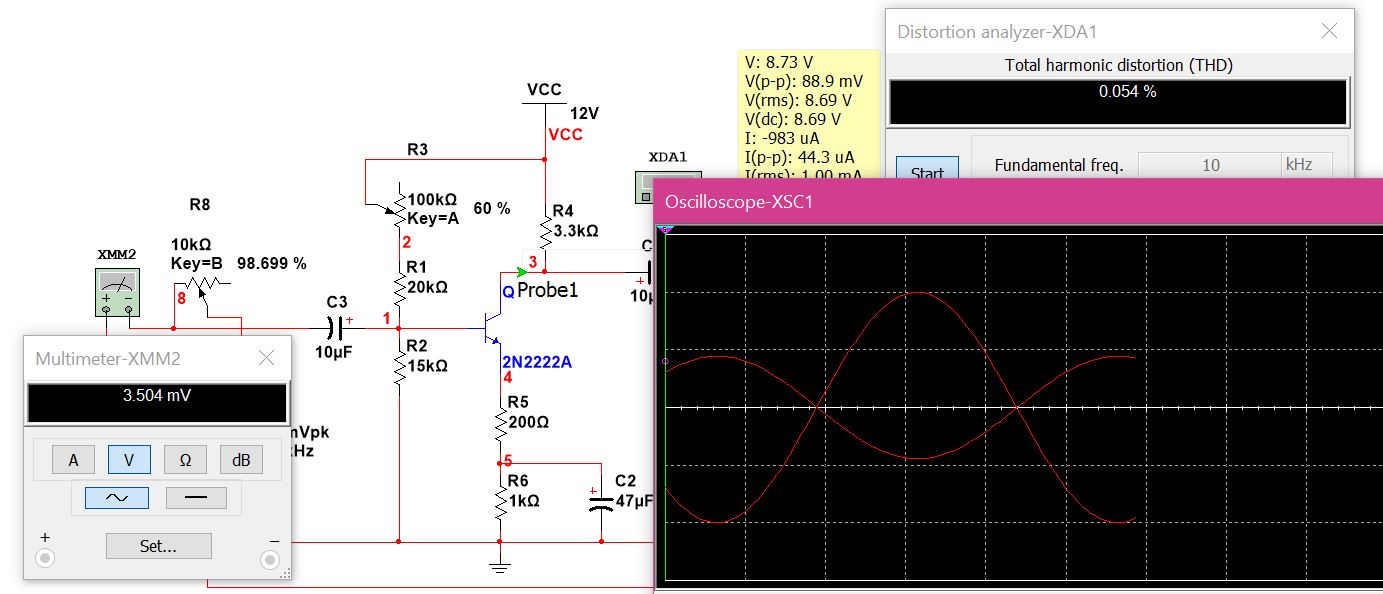 Distortion analyzer-XDA1
Total harmonic distortion (THD)
0.054 %
Fundamental freq.
10
kHz
Start
V: 8.73 V
V(p-p): 88.9 mV
V(rms): 8.69 V
V(dc): 8.69 V
I: -983 uA
I(p-p): 44.3 uA
I(rms): 1.00 mA
VCC
12V
VCC
XDA1
R3
100kΩ
Key=A
60 %
2
R4
3.3kΩ
R8
10kΩ
Key=B
98.699 %
8
XMM2
+
−
R1
20kΩ
3
Q
Probe1
C
+
10µ
C3
+
10µF
1
R2
15kΩ
2N2222A
4
R5
200Ω
5
R6
1kΩ
C2
+
47µF
Oscilloscope-XSC1
Multimeter-XMM2
3.504 mV
A
V
Ω
dB
Set...
+
−
mVpk
kHz